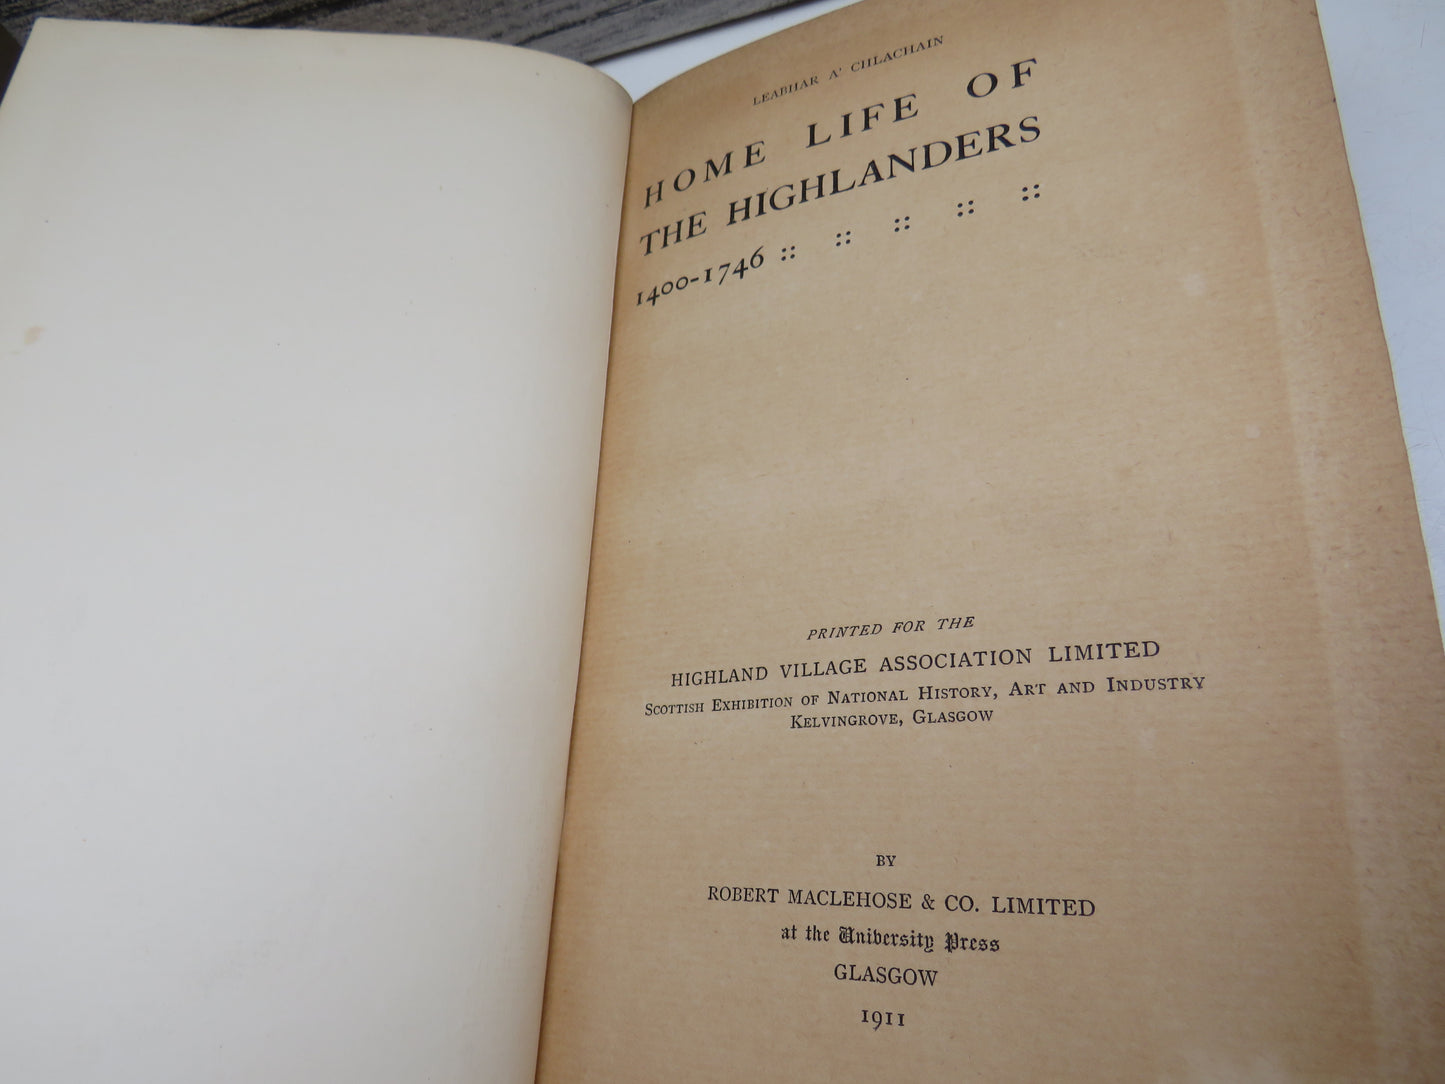 LEABHAR A' CHLACHAIN
HOME LIFE OF
THE HIGHLANDERS
1400-1746 :: :: :: :: ::
PRINTED FOR THE
HIGHLAND VILLAGE ASSOCIATION LIMITED
SCOTTISH EXHIBITION OF NATIONAL HISTORY, ART AND INDUSTRY
KELVINGROVE, GLASGOW
BY
ROBERT MACLEHOSE & CO. LIMITED
at the University Press
GLASGOW
1911